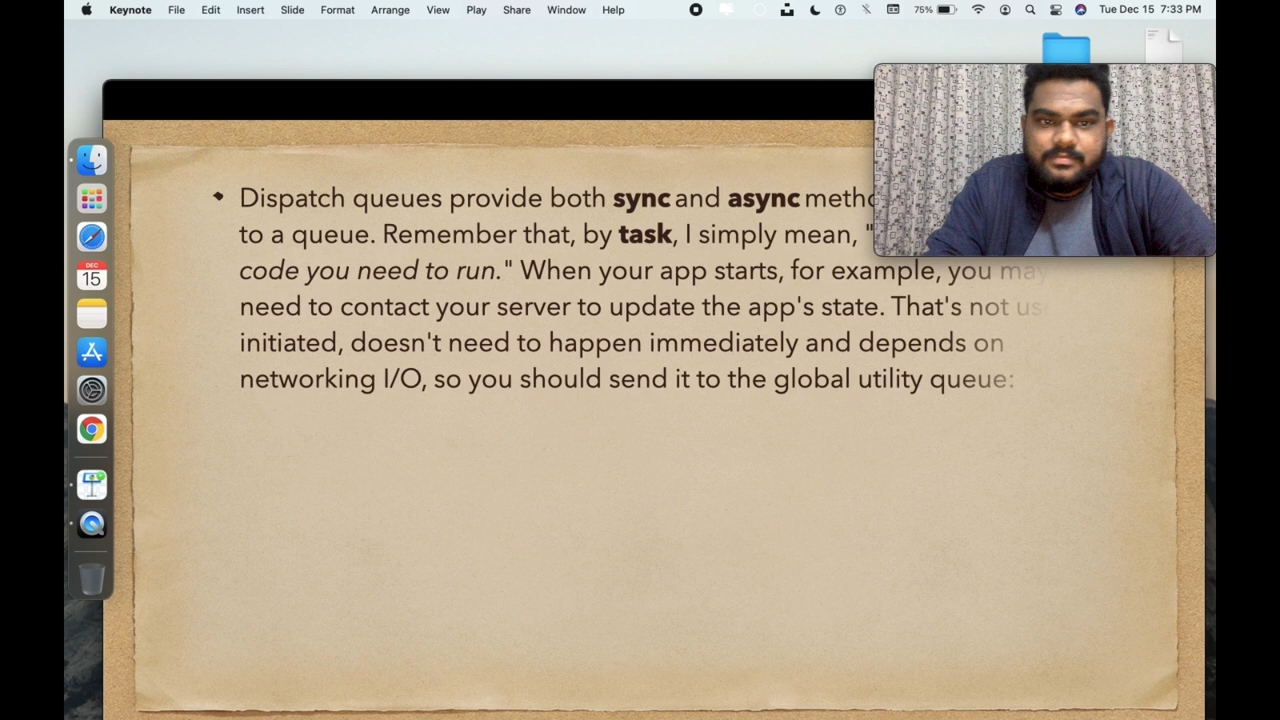 Keynote File Edit Insert Slide Format Arrange View Play Share Window Help 75% Tue Dec 15 7:33 PM
DEC
15
Dispatch queues provide both sync and async
to a queue. Remember that, by task, I simply mean, "
code you need to run." When your app starts, for example, you may
need to contact your server to update the app's state. That's not
initiated, doesn't need to happen immediately and depends on
networking I/O, so you should send it to the global utility queue: